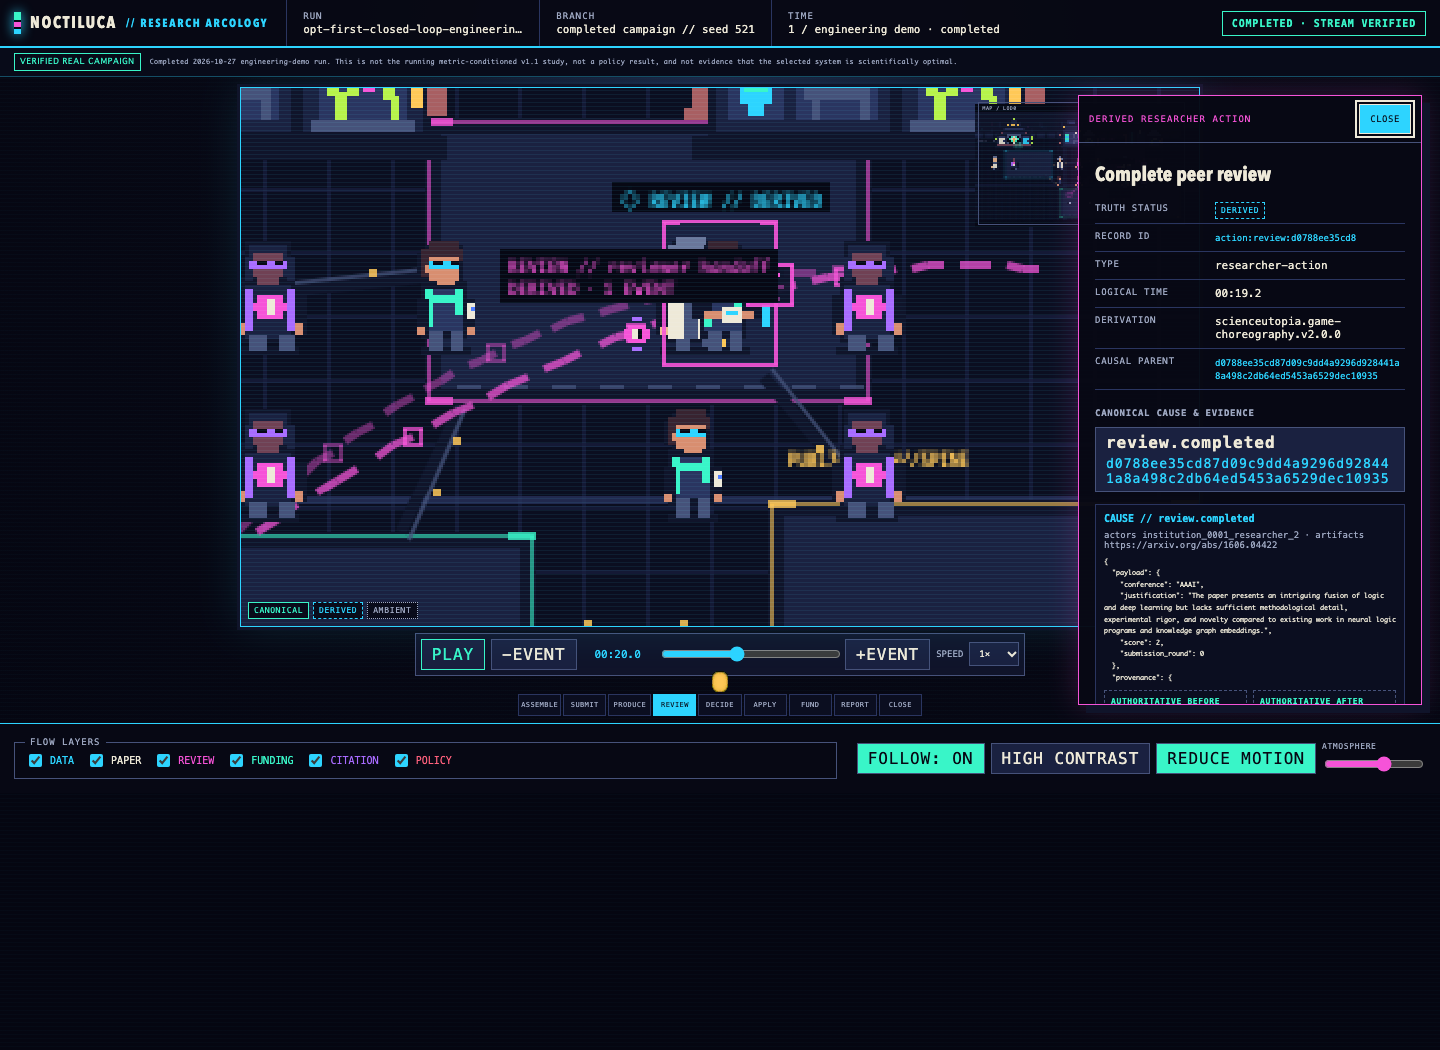 NOCTILUCA // RESEARCH ARCOLOGY
RUN
opt-first-closed-loop-engineerin…
BRANCH
completed campaign // seed 521
TIME
1 / engineering demo · completed
COMPLETED · STREAM VERIFIED
VERIFIED REAL CAMPAIGN
Completed 2026-10-27 engineering-demo run. This is not the running metric-conditioned v1.1 study, not a policy result, and not evidence that the selected system is scientifically optimal.
MAP / LOD0
CANONICAL
DERIVED
AMBIENT
DERIVED RESEARCHER ACTION
CLOSE
Complete peer review
TRUTH STATUS
DERIVED
RECORD ID
action:review:d0788ee35cd8
TYPE
researcher-action
LOGICAL TIME
00:19.2
DERIVATION
scienceutopia.game-
choreography.v2.0.0
CAUSAL PARENT
d0788ee35cd87d09c9dd4a9296d928441a
8a498c2db64ed5453a6529dec10935
CANONICAL CAUSE & EVIDENCE
review.completed
d0788ee35cd87d09c9dd4a9296d92844
1a8a498c2db64ed5453a6529dec10935
CAUSE // review.completed
actors institution_0001_researcher_2 · artifacts
https://arxiv.org/abs/1606.04422
{
"payload": {
"conference": "AAAI",
"justification": "The paper presents an intriguing fusion of logic
and deep learning but lacks sufficient methodological detail,
experimental rigor, and novelty compared to existing work in neural logic
programs and knowledge graph embeddings.",
"score": 2,
"submission_round": 0
},
"provenance": {
AUTHORITATIVE BEFORE
AUTHORITATIVE AFTER
PLAY
−EVENT
00:20.0
+EVENT
SPEED
1×
ASSEMBLE
SUBMIT
PRODUCE
REVIEW
DECIDE
APPLY
FUND
REPORT
CLOSE
FLOW LAYERS
DATA
PAPER
REVIEW
FUNDING
CITATION
POLICY
FOLLOW: ON
HIGH CONTRAST
REDUCE MOTION
ATMOSPHERE